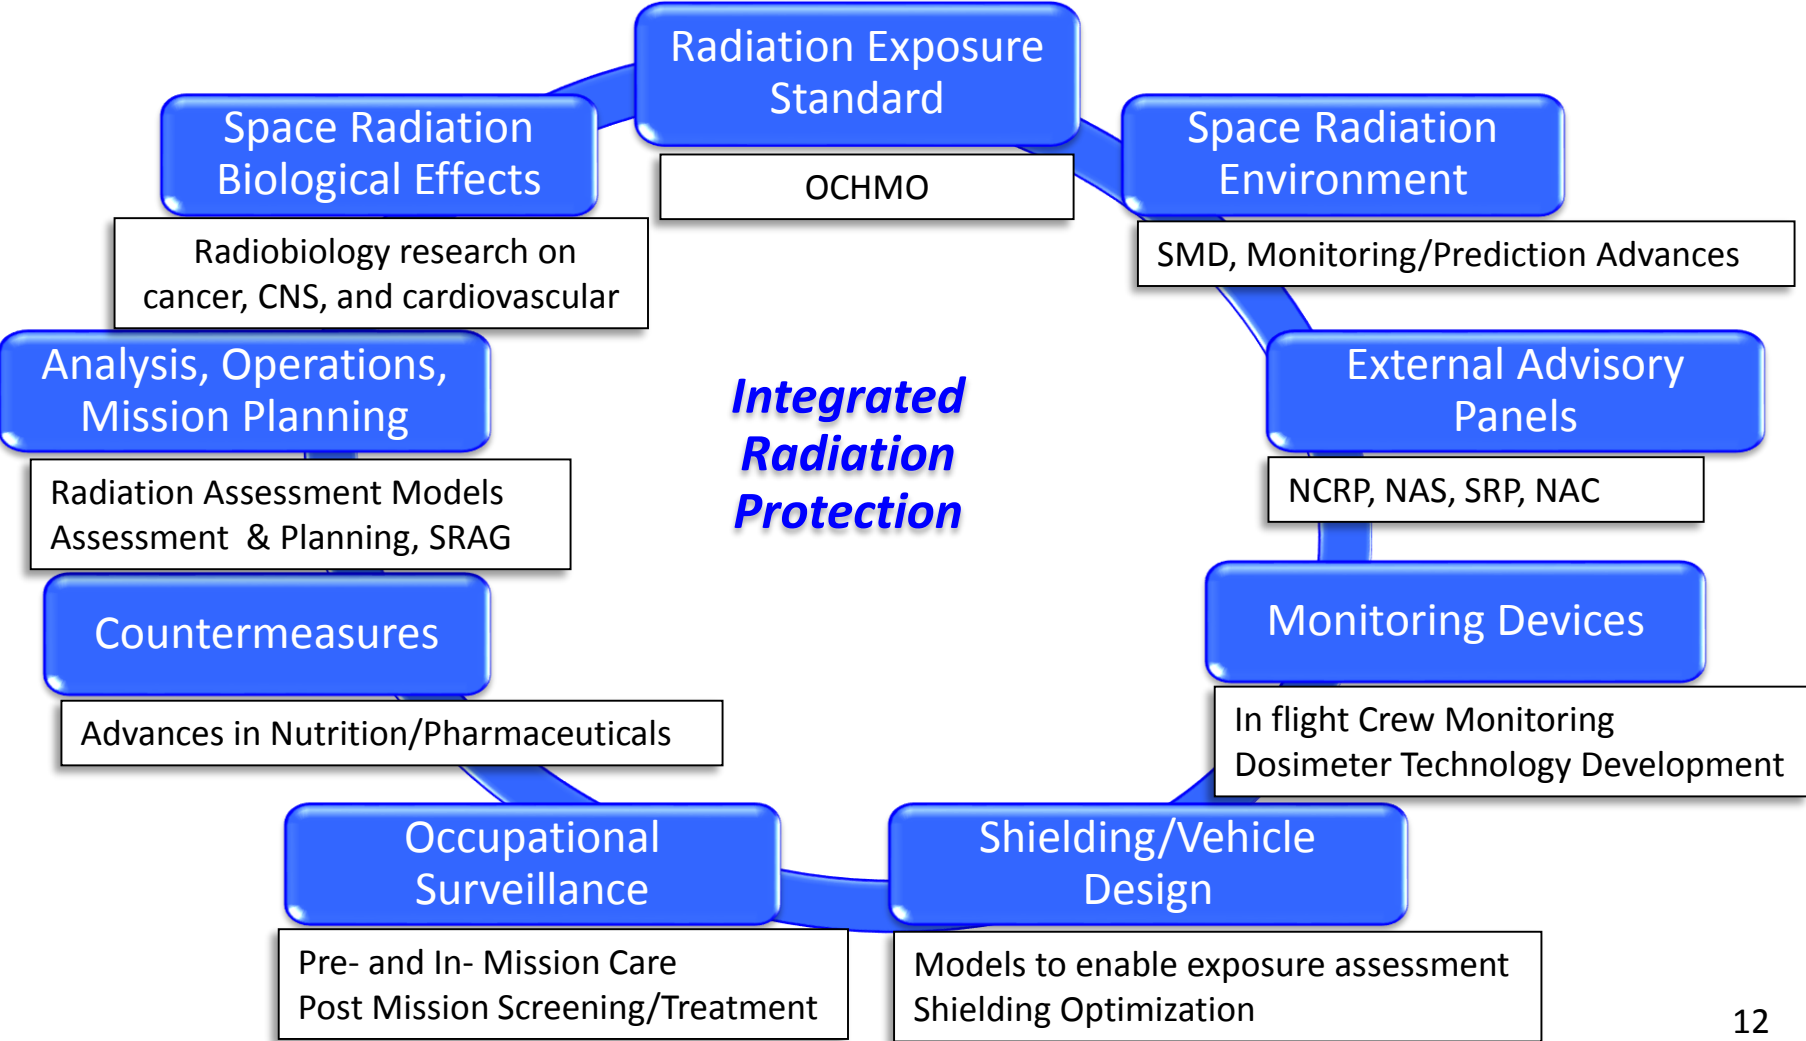 Radiation Exposure
Standard
OCHMO
Space Radiation
Environment
SMD, Monitoring/Prediction Advances
External Advisory
Panels
NCRP, NAS, SRP, NAC
Monitoring Devices
In flight Crew Monitoring
Dosimeter Technology Development
Shielding/Vehicle
Design
Models to enable exposure assessment
Shielding Optimization
Occupational
Surveillance
Pre- and In- Mission Care
Post Mission Screening/Treatment
Countermeasures
Advances in Nutrition/Pharmaceuticals
Analysis, Operations,
Mission Planning
Radiation Assessment Models
Assessment & Planning, SRAG
Space Radiation
Biological Effects
Radiobiology research on
cancer, CNS, and cardiovascular
Integrated
Radiation
Protection
12